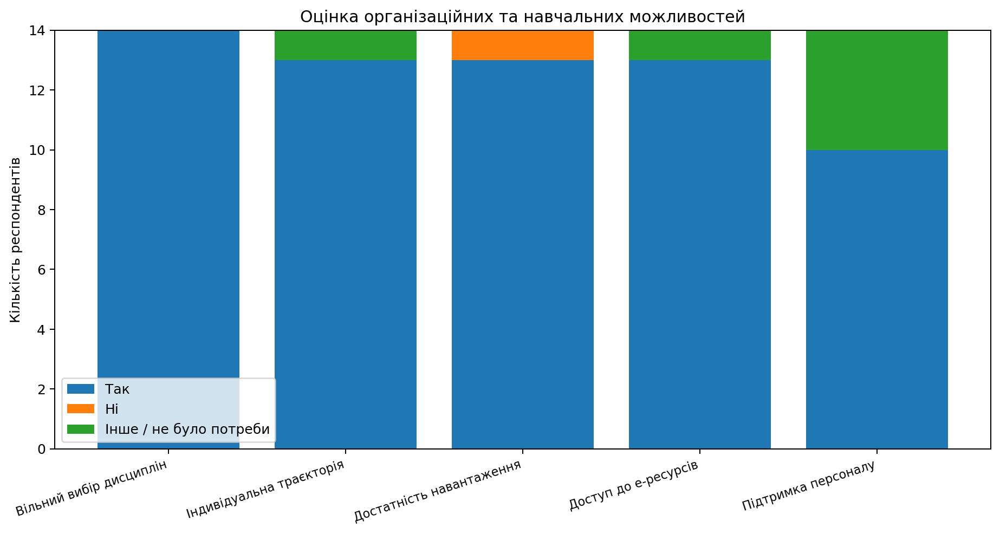 Оцінка організаційних та навчальних можливостей
Кількість респондентів
14
12
10
8
6
4
2
0
Так
Ні
Інше / не було потреби
Вільний вибір дисциплін
Індивідуальна траєкторія
Достатність навантаження
Доступ до е-ресурсів
Підтримка персоналу